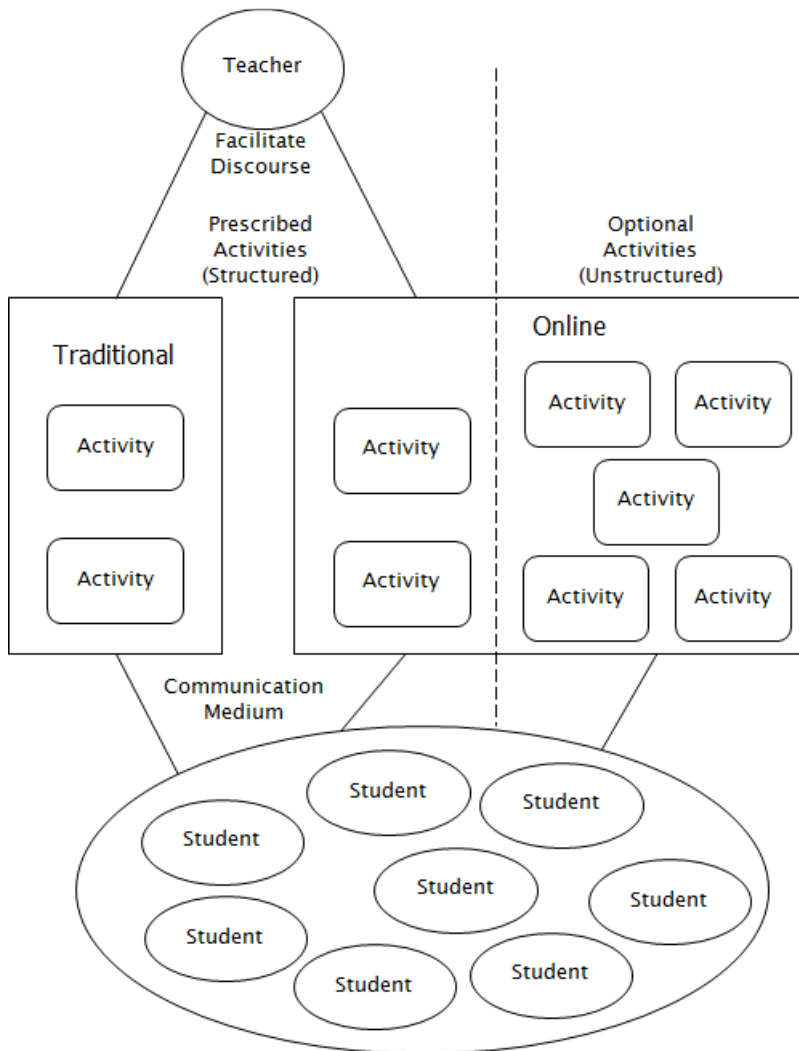 Teacher
Facilitate
Discourse
Prescribed
Activities
(Structured)
Optional
Activities
(Unstructured)
Traditional
Online
Activity
Activity
Activity
Activity
Activity
Activity
Activity
Activity
Activity
Communication
Medium
Student
Student
Student
Student
Student
Student
Student
Student